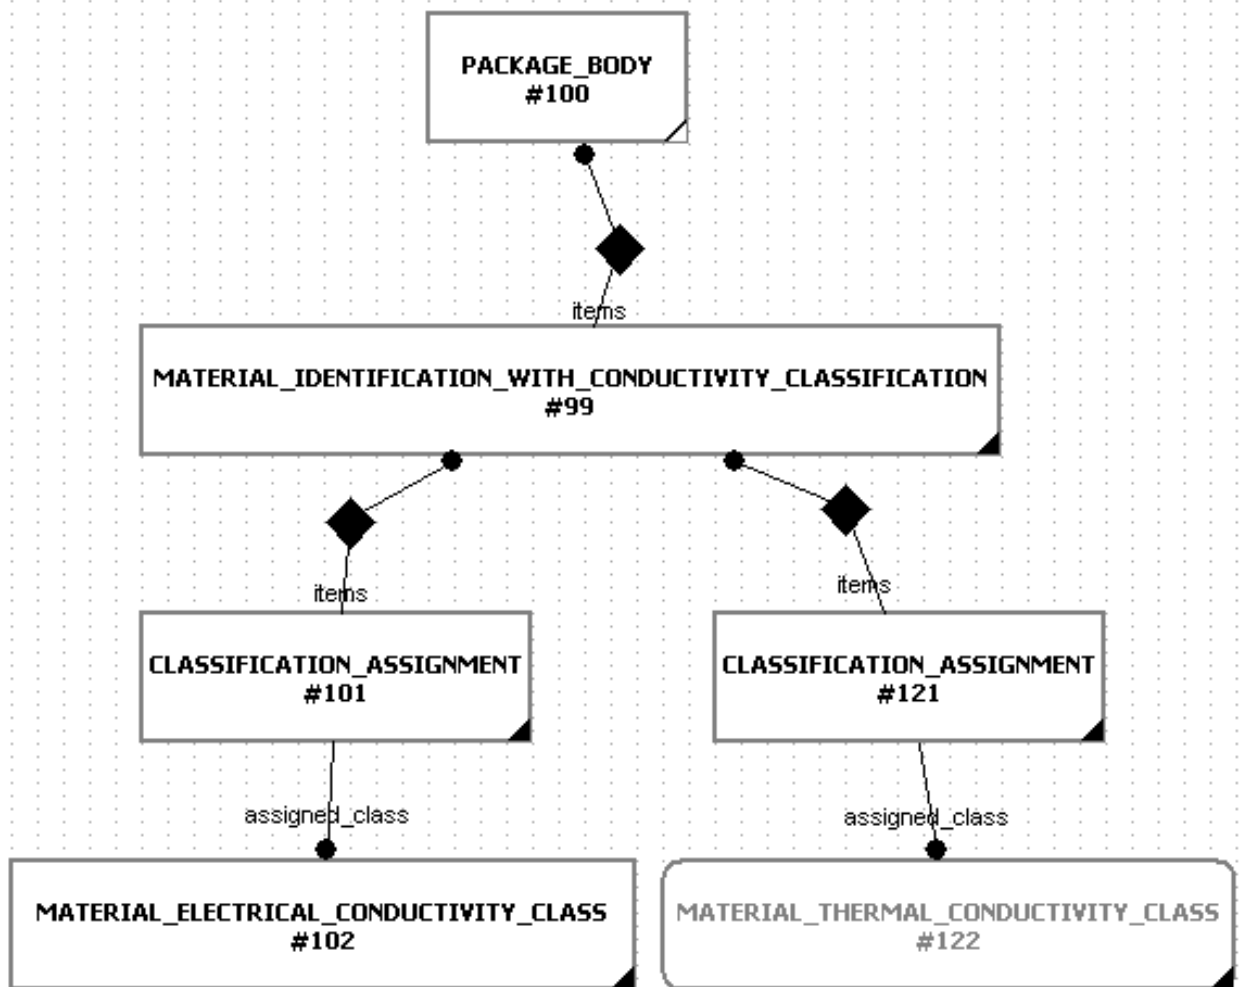 PACKAGE_BODY
#100
items
MATERIAL_IDENTIFICATION_WITH_CONDUCTIVITY_CLASSIFICATION
#99
items
items
CLASSIFICATION_ASSIGNMENT
#101
CLASSIFICATION_ASSIGNMENT
#121
assigned_class
assigned_class
MATERIAL_ELECTRICAL_CONDUCTIVITY_CLASS
#102
MATERIAL_THERMAL_CONDUCTIVITY_CLASS
#122